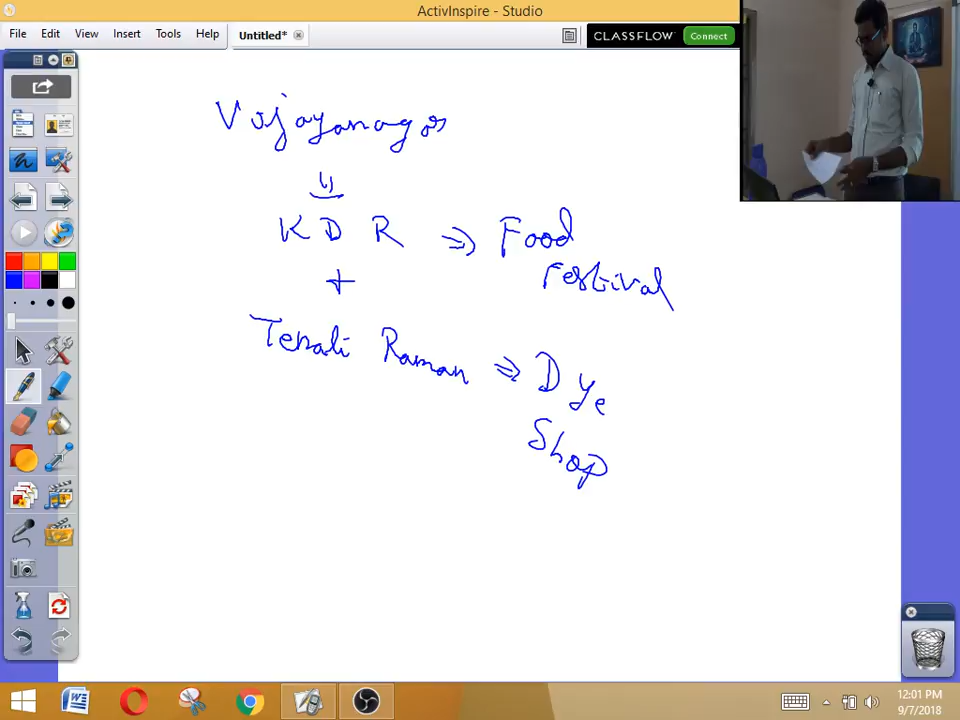 ActivInspire - Studio
File Edit View Insert Tools Help Untitled* CLASSFLOW Connect
Vijayanagar
⇓
K D R ⇒ Food
Festival
+
Tenali Raman ⇒ Dye
Shop
12:01 PM
9/7/2018